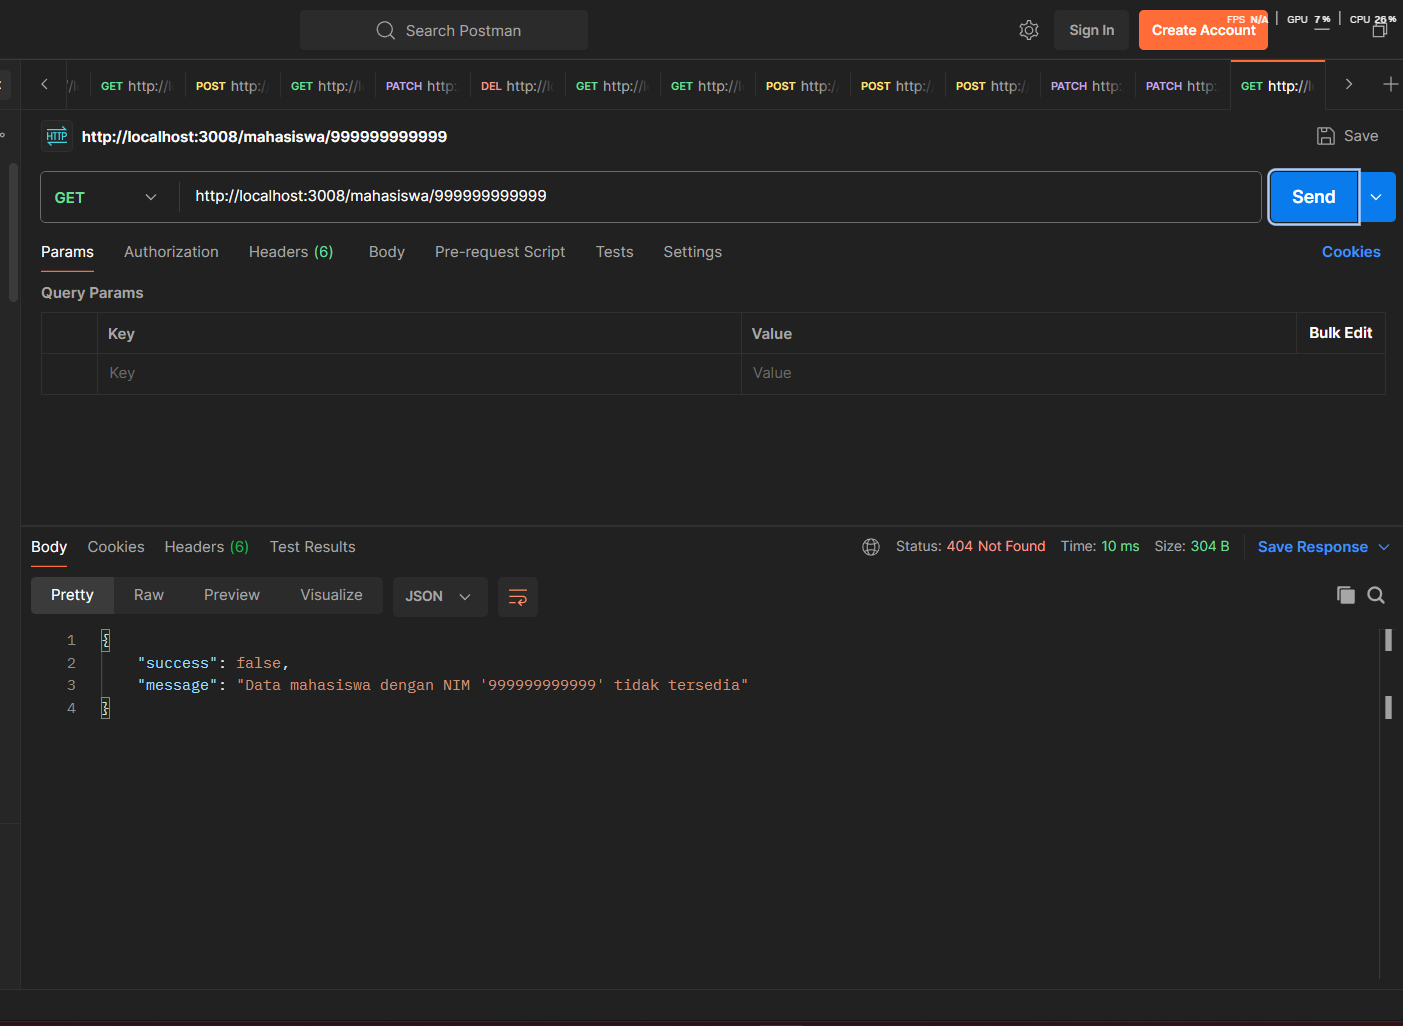 Search Postman
Sign In
Create Account
FPS N/A
GPU 7 %
CPU 26 %
GET http://l
POST http:/
GET http://l
PATCH http:
DEL http://l
GET http://l
GET http://l
POST http:/
POST http:/
POST http:/
PATCH http:
PATCH http:
GET http://l
HTTP
http://localhost:3008/mahasiswa/999999999999
Save
GET
http://localhost:3008/mahasiswa/999999999999
Send
Params
Authorization
Headers (6)
Body
Pre-request Script
Tests
Settings
Cookies
Query Params
Key
Value
Bulk Edit
Key
Value
Body
Cookies
Headers (6)
Test Results
Status: 404 Not Found
Time: 10 ms
Size: 304 B
Save Response
Pretty
Raw
Preview
Visualize
JSON
1 {
2 "success": false,
3 "message": "Data mahasiswa dengan NIM '999999999999' tidak tersedia"
4 }